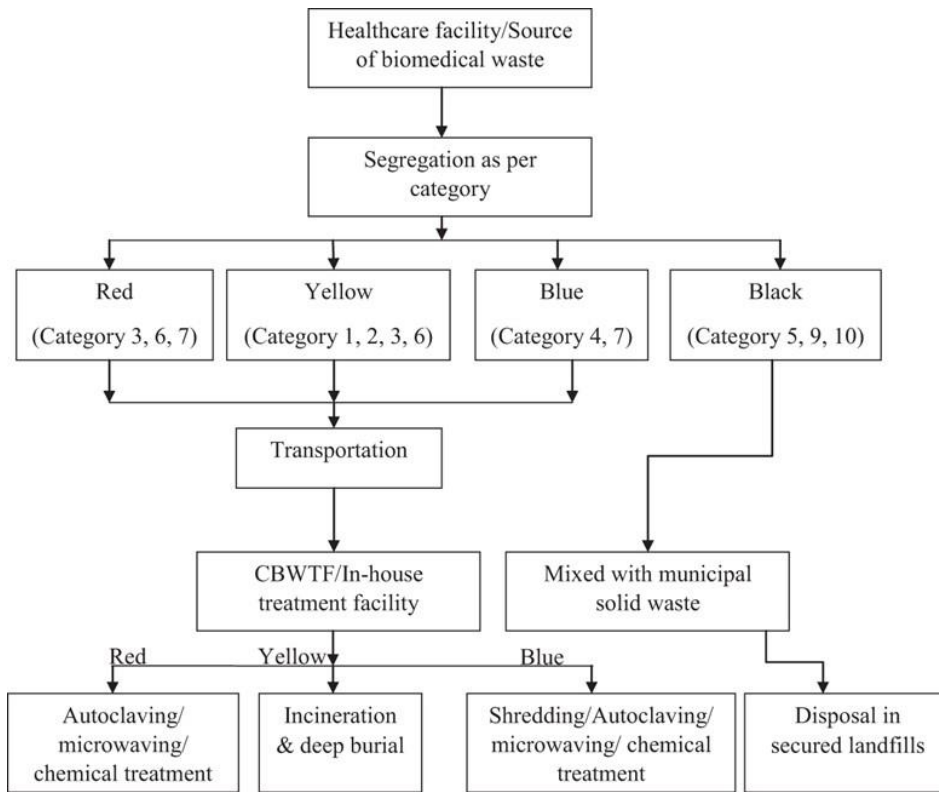 Healthcare facility/Source
of biomedical waste
Segregation as per
category
Red
(Category 3, 6, 7)
Yellow
(Category 1, 2, 3, 6)
Blue
(Category 4, 7)
Black
(Category 5, 9, 10)
Transportation
CBWTF/In-house
treatment facility
Mixed with municipal
solid waste
Red
Yellow
Blue
Autoclaving/
microwaving/
chemical treatment
Incineration
& deep burial
Shredding/Autoclaving/
microwaving/ chemical
treatment
Disposal in
secured landfills